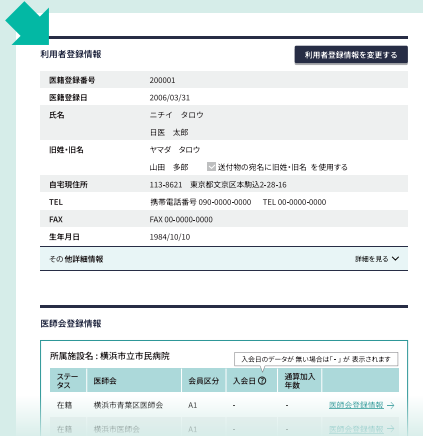 利用者登録情報 利用者登録情報を変更する
医籍登録番号 200001
医籍登録日 2006/03/31
氏名 ニチイ タロウ
日医 太郎
旧姓・旧名 ヤマダ タロウ
山田 多郎 送付物の宛名に旧姓・旧名 を使用する
自宅現住所 113-8621 東京都文京区本駒込2-28-16
TEL 携帯電話番号 090-0000-0000 TEL 00-0000-0000
FAX FAX 00-0000-0000
生年月日 1984/10/10
その他詳細情報 詳細を見る
医師会登録情報
所属施設名 : 横浜市立市民病院
入会日のデータが 無い場合は「 - 」が 表示されます
ステータス 医師会 会員区分 入会日 ? 通算加入年数
在籍 横浜市青葉区医師会 A1 - - 医師会登録情報 →
在籍 横浜市医師会 A1 - - 医師会登録情報 →